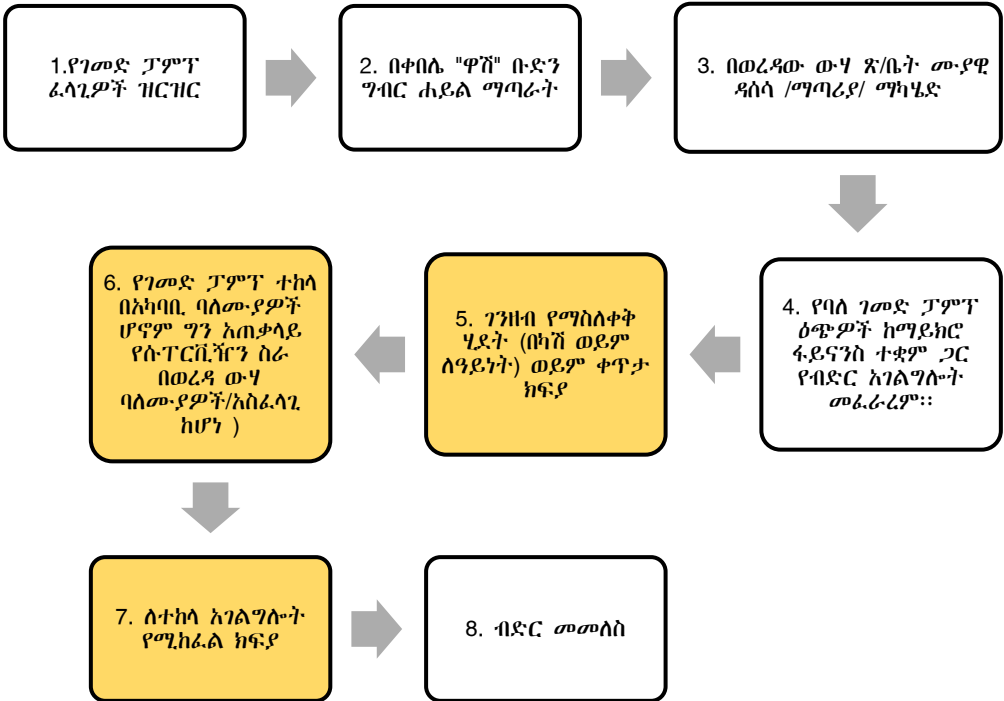 1.የገመድ ፓምፕ
ፈላጊዎች ዝርዝር
2. በቀበሌ "ዋሽ" ቡድን
ግብር ሐይል ማጣራት
3. በወረዳው ውሃ ጽ/ቤት ሙያዊ
ዳሰሳ /ማጣሪያ/ ማካሄድ
4. የባለ ገመድ ፓምፕ
ዕጭዎች ከማይክሮ
ፋይናንስ ተቋም ጋር
የብድር አገልግሎት
መፈራረም፡፡
5. ገንዘብ የማስለቀቅ
ሂደት (በካሽ ወይም
ለዓይነት) ወይም ቀጥታ
ክፍያ
6. የገመድ ፓምፕ ተከላ
በአካባቢ ባለሙያዎች
ሆኖም ግን አጠቃላይ
የሱፐርቪዥን ስራ
በወረዳ ውሃ
ባለሙያዎች/አስፈላጊ
ከሆነ )
7. ለተከላ አገልግሎት
የሚከፈል ክፍያ
8. ብድር መመለስ